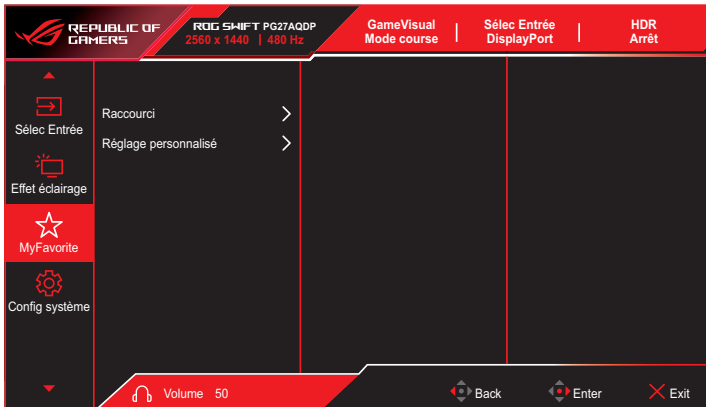 REPUBLIC OF
GAMERS
ROG SWIFT PG27AQDP
2560 x 1440 | 480 Hz
GameVisual
Mode course
Sélec Entrée
DisplayPort
HDR
Arrêt
Sélec Entrée
Effet éclairage
MyFavorite
Config système
Raccourci
Réglage personnalisé
Volume 50
Back
Enter
Exit